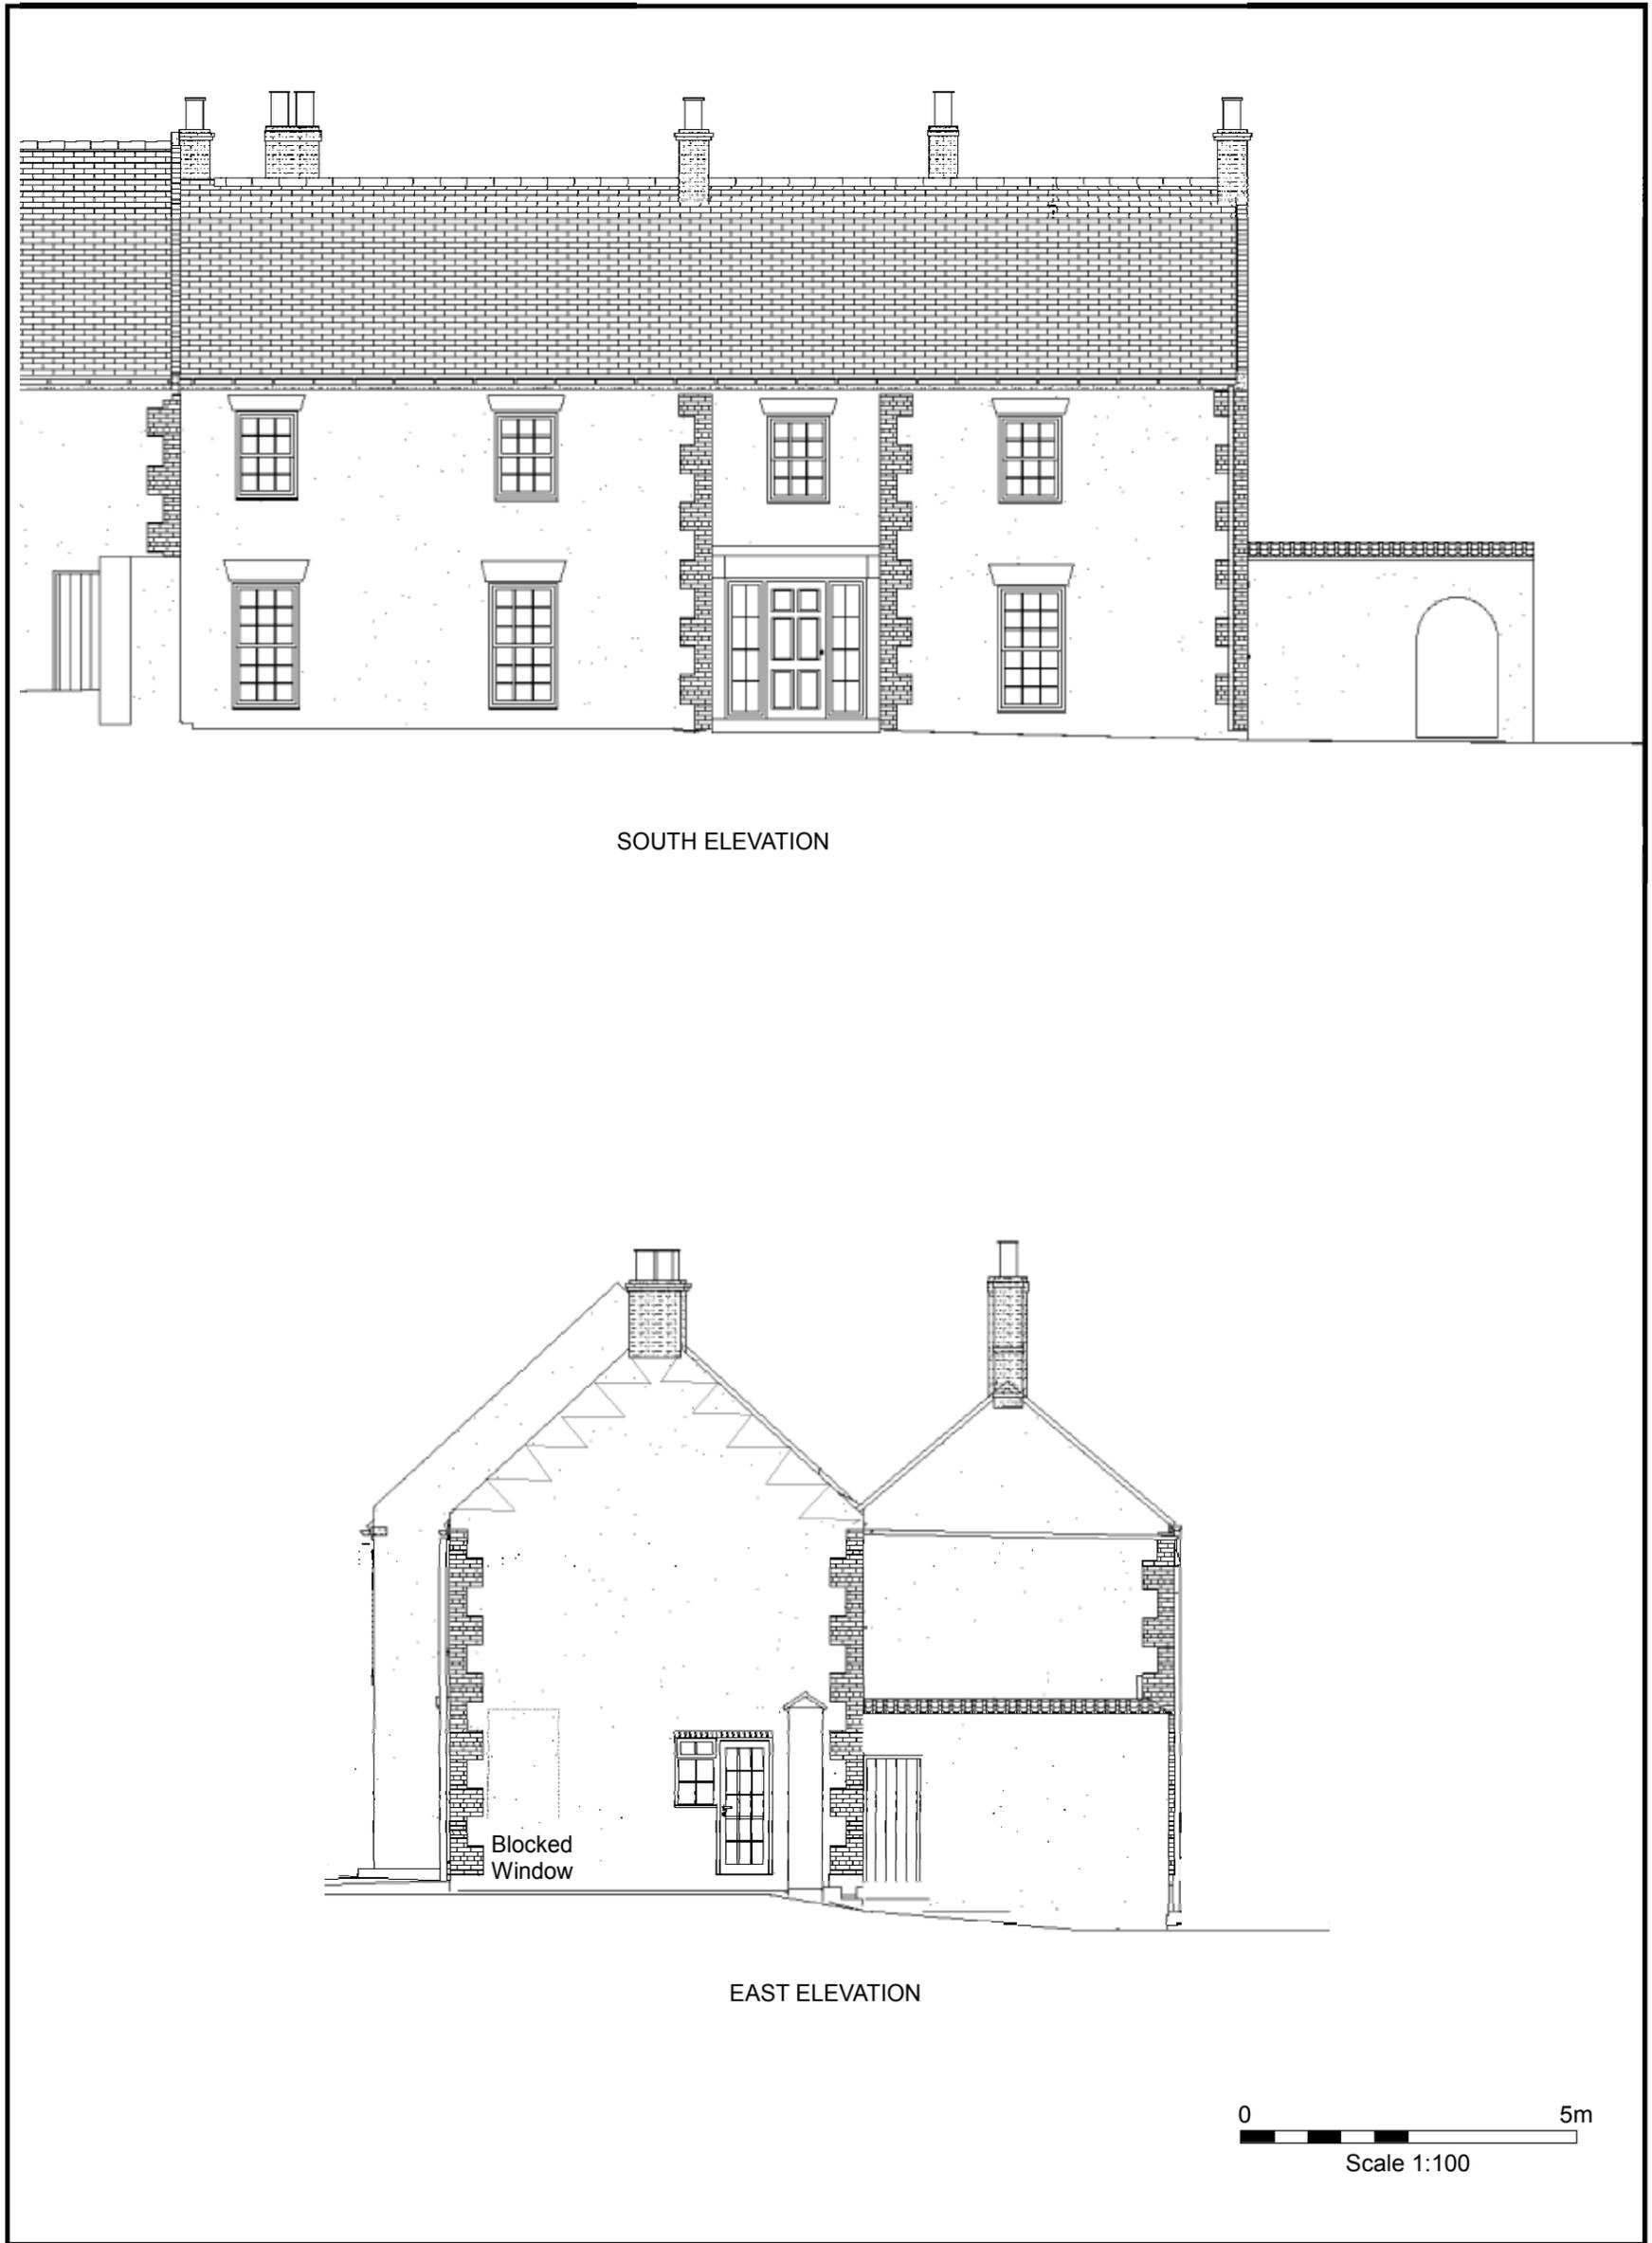 SOUTH ELEVATION
Blocked
Window
EAST ELEVATION
0 5m
Scale 1:100